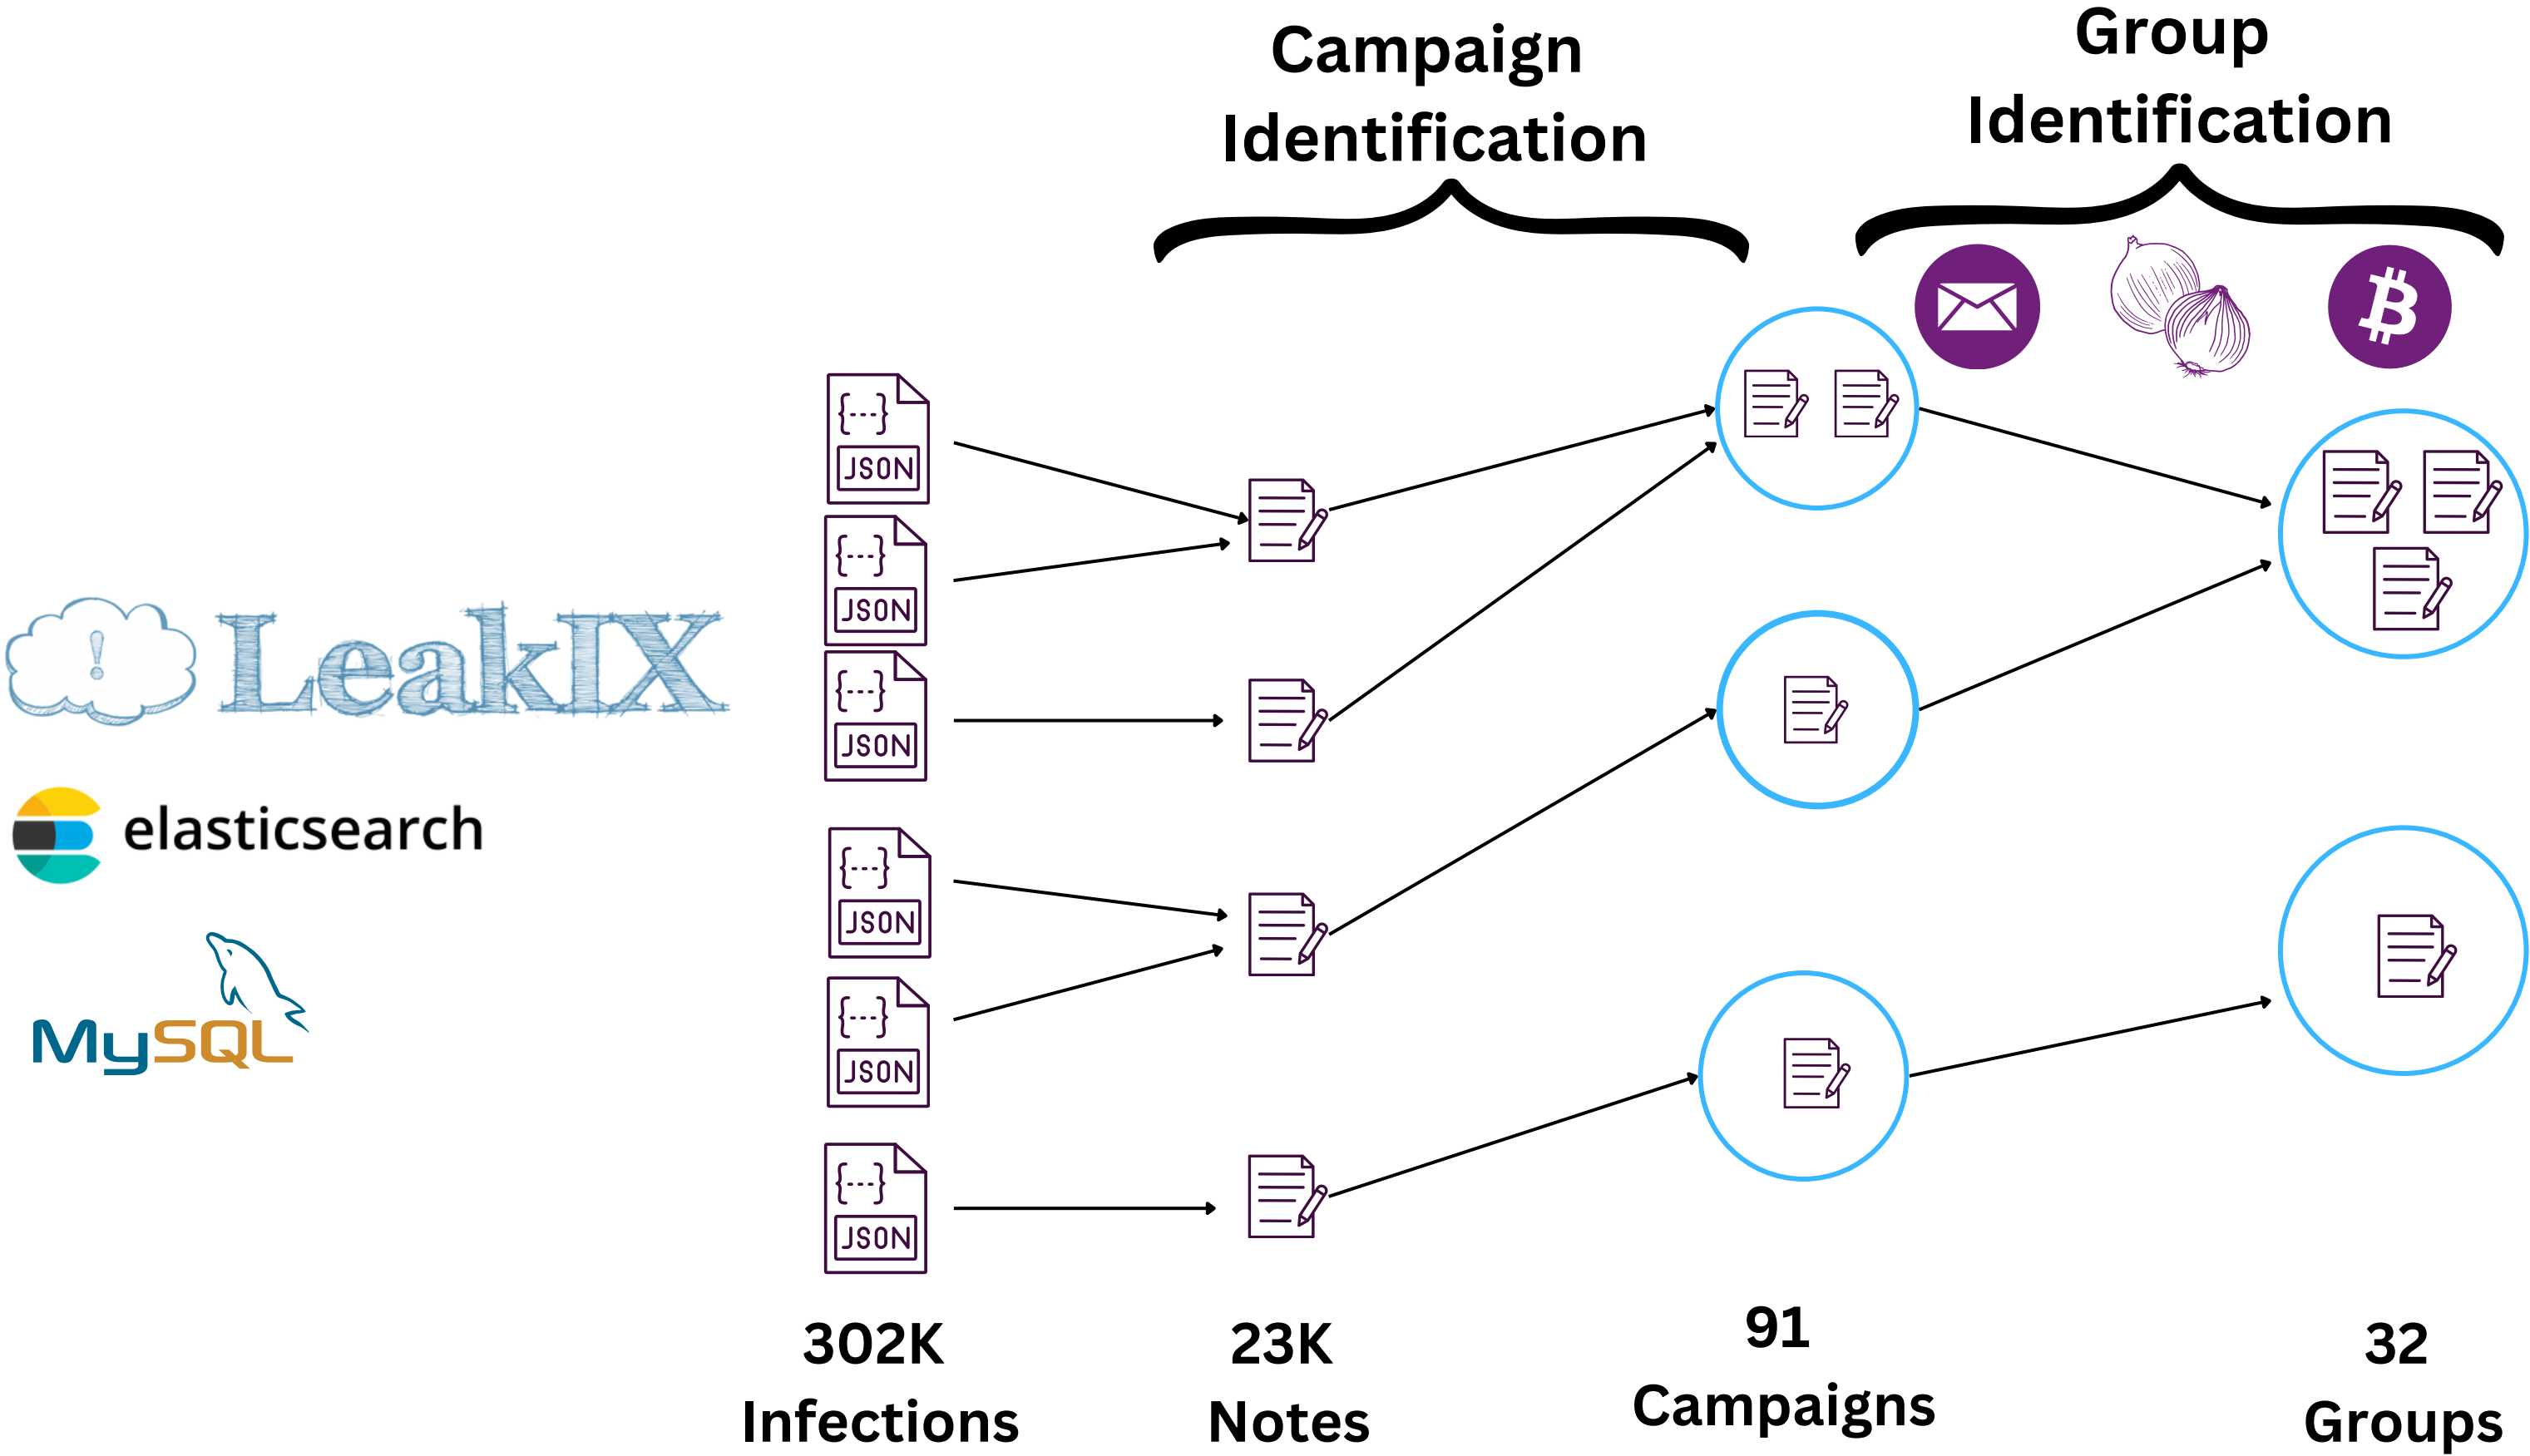 Campaign
Identification
Group
Identification
{---}
JSON
{---}
JSON
{---}
JSON
{---}
JSON
{---}
JSON
{---}
JSON
! LeakIX
elasticsearch
MySQL
302K
Infections
23K
Notes
91
Campaigns
32
Groups